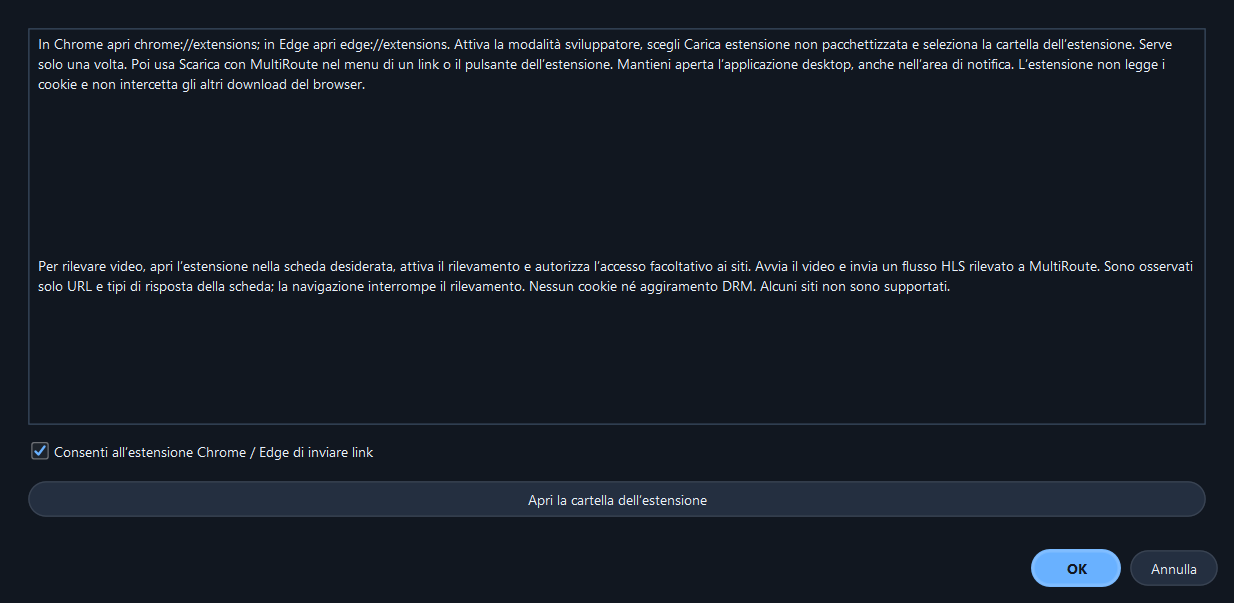 In Chrome apri chrome://extensions; in Edge apri edge://extensions. Attiva la modalità sviluppatore, scegli Carica estensione non pacchettizzata e seleziona la cartella dell’estensione. Serve
solo una volta. Poi usa Scarica con MultiRoute nel menu di un link o il pulsante dell’estensione. Mantieni aperta l’applicazione desktop, anche nell’area di notifica. L’estensione non legge i
cookie e non intercetta gli altri download del browser.
Per rilevare video, apri l’estensione nella scheda desiderata, attiva il rilevamento e autorizza l’accesso facoltativo ai siti. Avvia il video e invia un flusso HLS rilevato a MultiRoute. Sono osservati
solo URL e tipi di risposta della scheda; la navigazione interrompe il rilevamento. Nessun cookie né aggiramento DRM. Alcuni siti non sono supportati.
Consenti all’estensione Chrome / Edge di inviare link
Apri la cartella dell’estensione
OK
Annulla